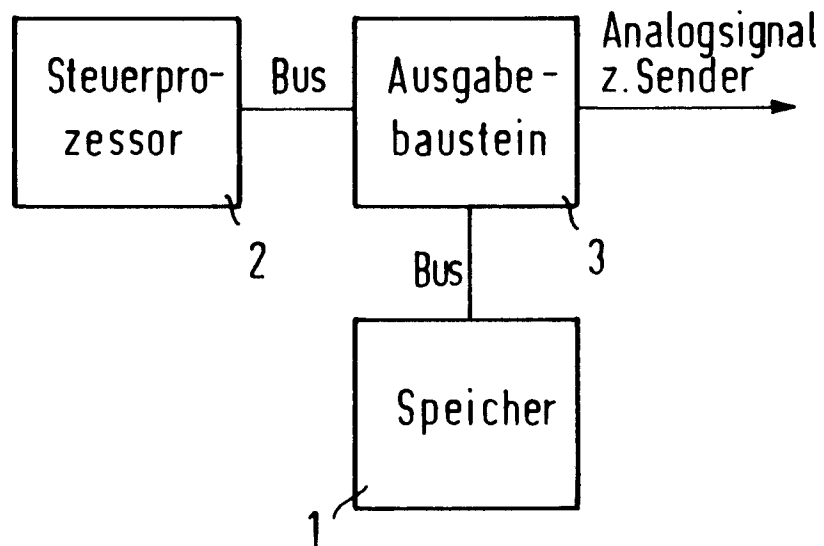 Steuerpro-
zessor
Bus
Ausgabe-
baustein
Analogsignal
z. Sender
2
3
Bus
Speicher
1